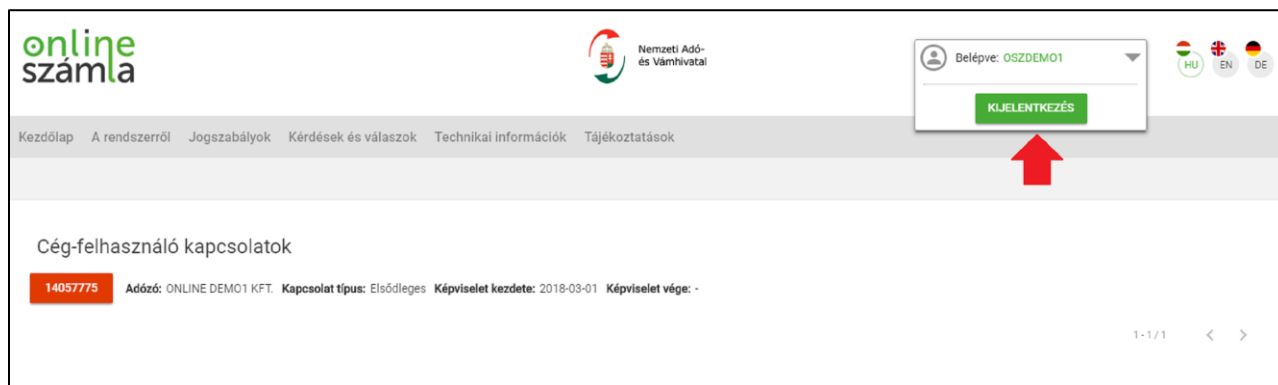 online
számla
Nemzeti Adó-
és Vámhivatal
Belépve: OSZDEMO1
HU EN DE
KIJELENTKEZÉS
Kezdőlap A rendszerről Jogszabályok Kérdések és válaszok Technikai információk Tájékoztatások
Cég-felhasználó kapcsolatok
14057775 Adózó: ONLINE DEMO1 KFT. Kapcsolat típus: Elsődleges Képviselet kezdete: 2018-03-01 Képviselet vége: -
1-1/1